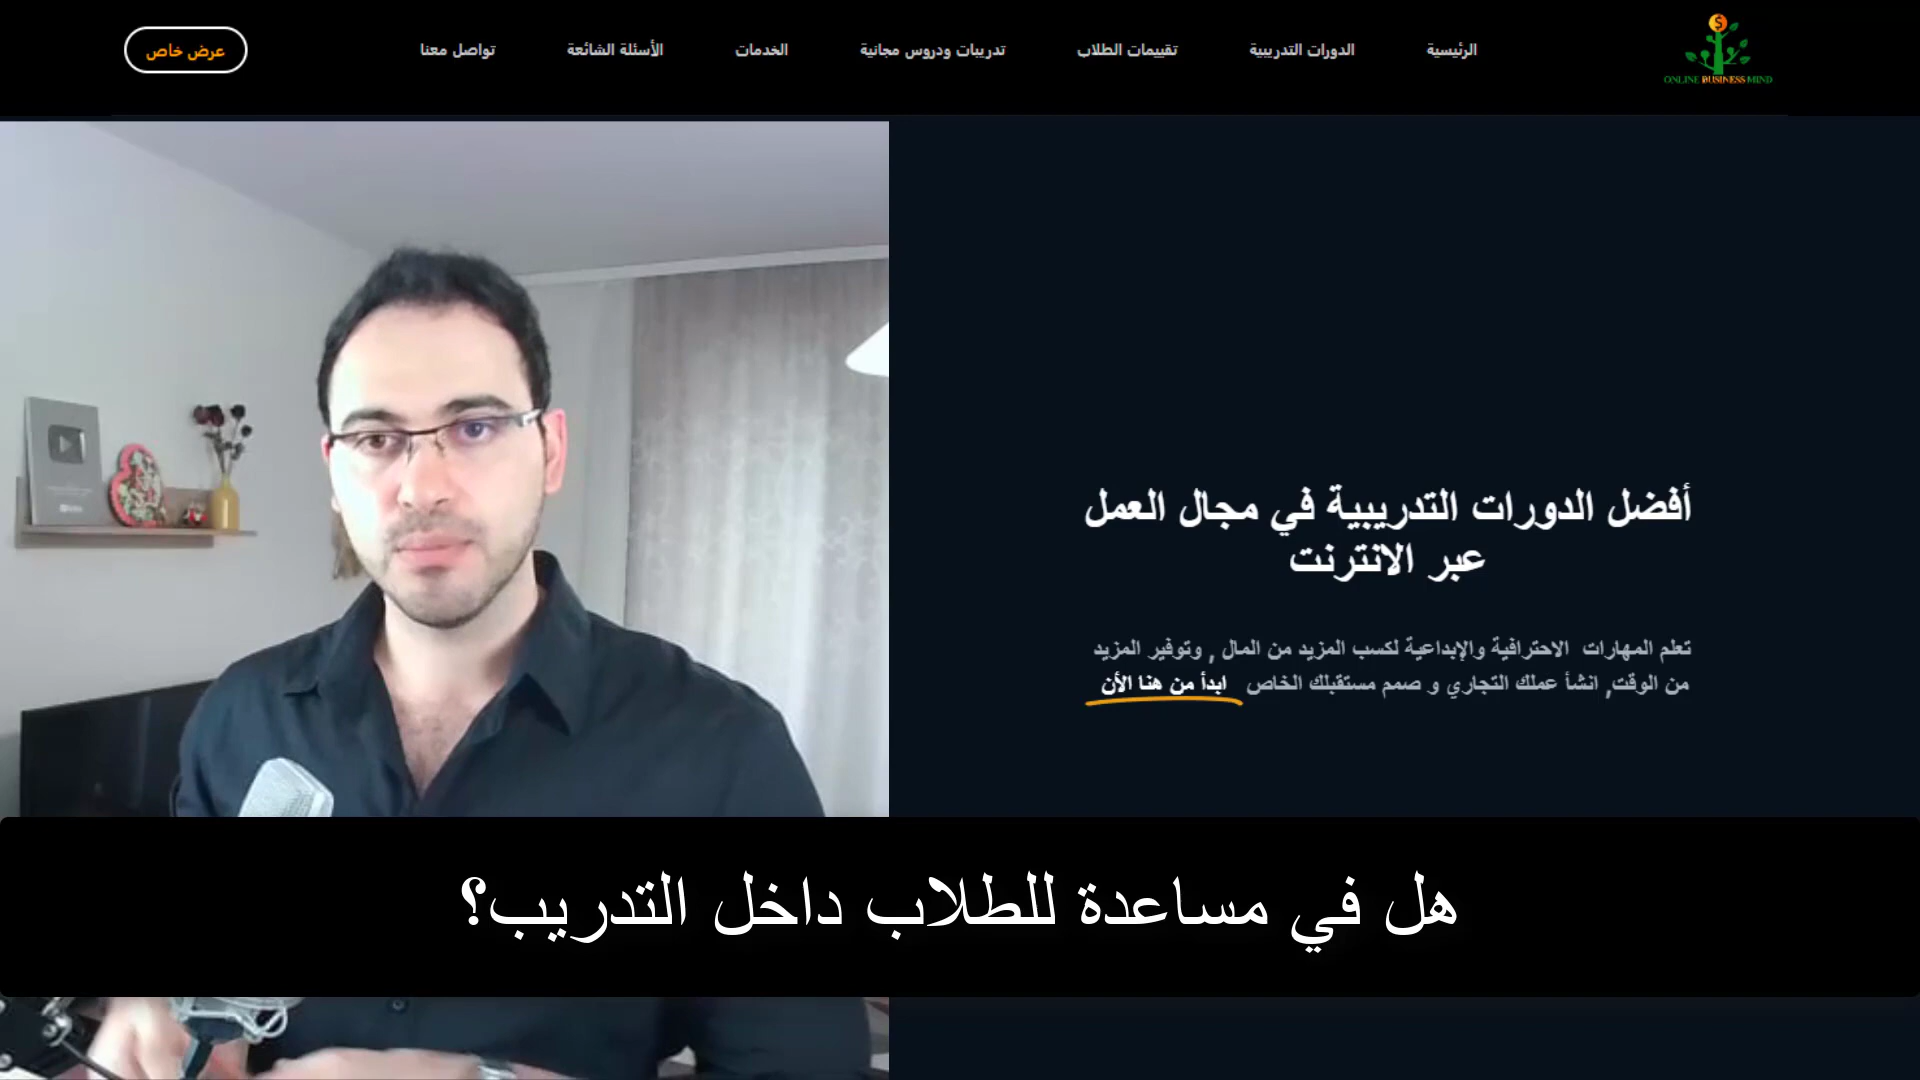 الرئيسية
الدورات التدريبية
تقييمات الطلاب
تدريبات ودروس مجانية
الخدمات
الأسئلة الشائعة
تواصل معنا
عرض خاص
ONLINE BUSINESS MIND
أفضل الدورات التدريبية في مجال العمل
عبر الانترنت
تعلم المهارات الاحترافية والإبداعية لكسب المزيد من المال , وتوفير المزيد
من الوقت, انشأ عملك التجاري و صمم مستقبلك الخاص ابدأ من هنا الأن
هل في مساعدة للطلاب داخل التدريب؟